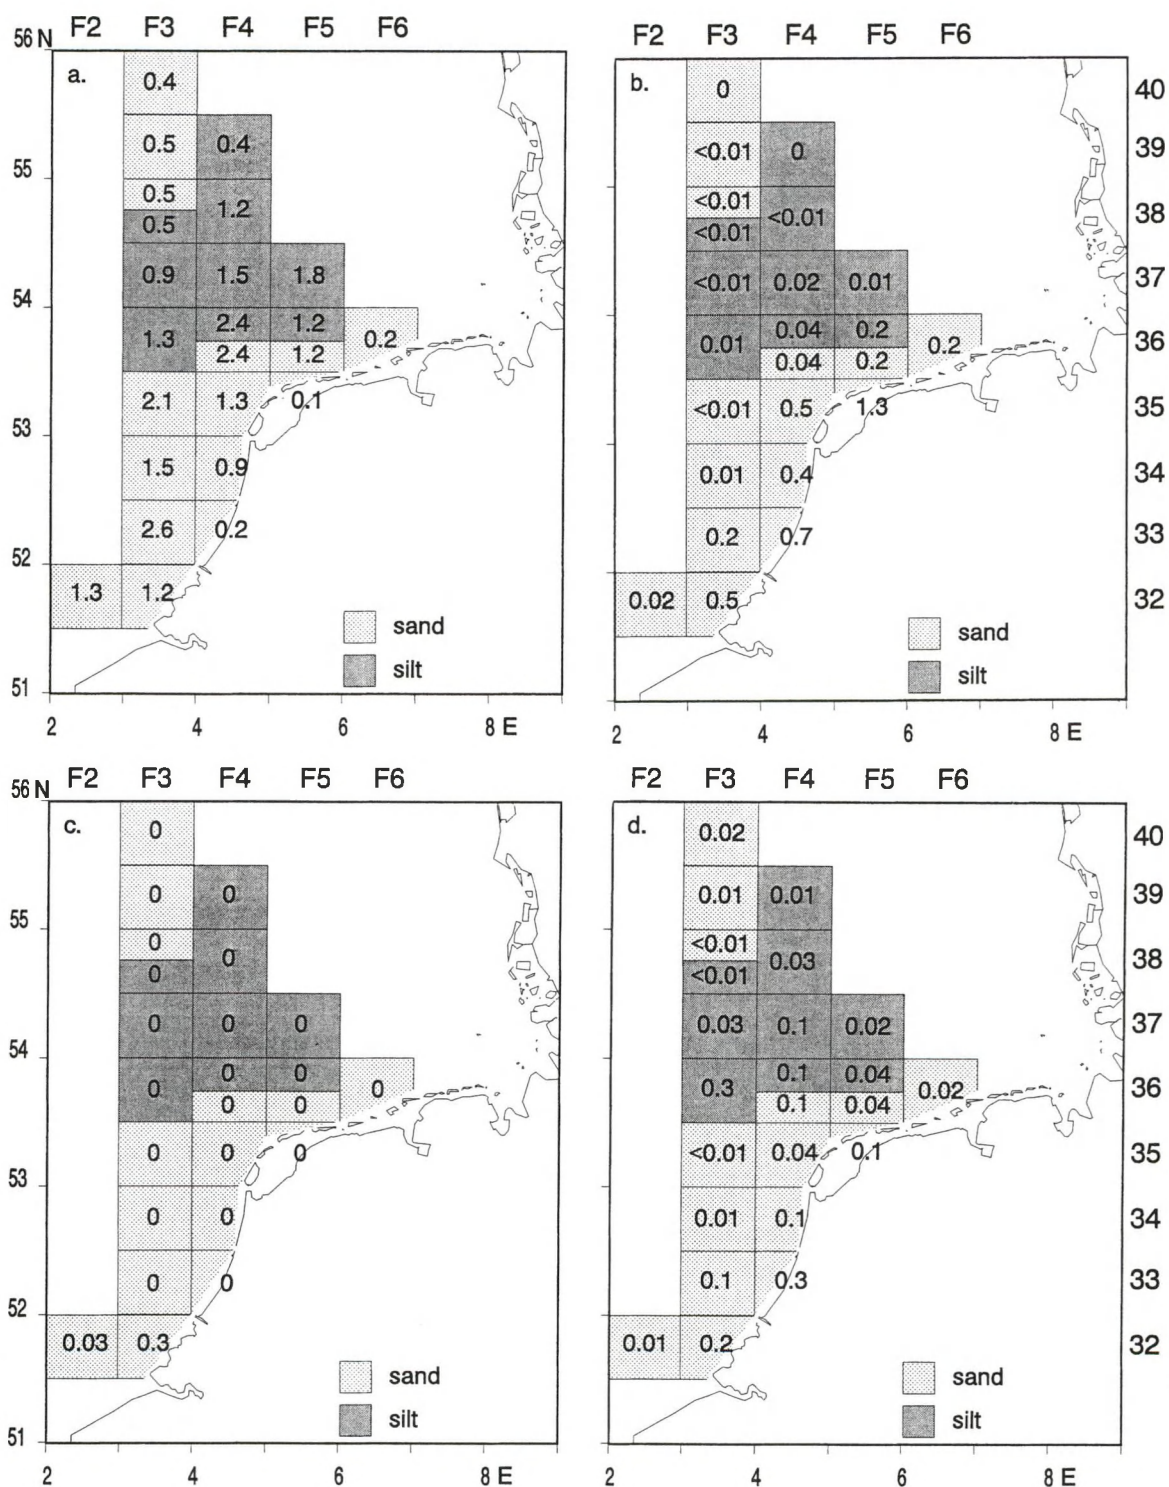 F2 F3 F4 F5 F6
56 N
a.
0.4
0.5 0.4
55
0.5
1.2
0.5
0.9 1.5 1.8
54
2.4 1.2
1.3 0.2
2.4 1.2
2.1 1.3 0.1
53
1.5 0.9
2.6 0.2
52
1.3 1.2
sand
silt
51
2 4 6 8 E
F2 F3 F4 F5 F6
b.
0 40
<0.01 0 39
<0.01
<0.01 38
<0.01
<0.01 0.02 0.01 37
0.04 0.2
0.01 0.2 36
0.04 0.2
<0.01 0.5 1.3 35
0.01 0.4 34
0.2 0.7 33
0.02 0.5 32
sand
silt
2 4 6 8 E
F2 F3 F4 F5 F6
56 N
c.
0
0 0
55
0
0
0
0 0 0
54
0 0
0 0
0 0
0 0 0
53
0 0
0 0
52
0.03 0.3
sand
silt
51
2 4 6 8 E
F2 F3 F4 F5 F6
d.
0.02 40
0.01 0.01 39
<0.01
0.03 38
<0.01
0.03 0.1 0.02 37
0.1 0.04
0.3 0.02 36
0.1 0.04
<0.01 0.04 0.1 35
0.01 0.1 34
0.1 0.3 33
0.01 0.2 32
sand
silt
2 4 6 8 E